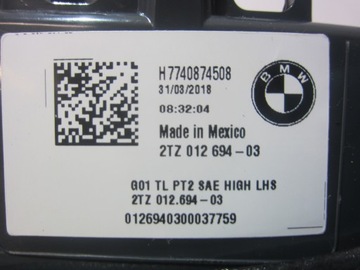 H7740874508
31/03/2018
08:32:04
BMW
Made in Mexico
2TZ 012 694-03
G01 TL PT2 SAE HIGH LHS
2TZ 012.694-03
0126940300037759